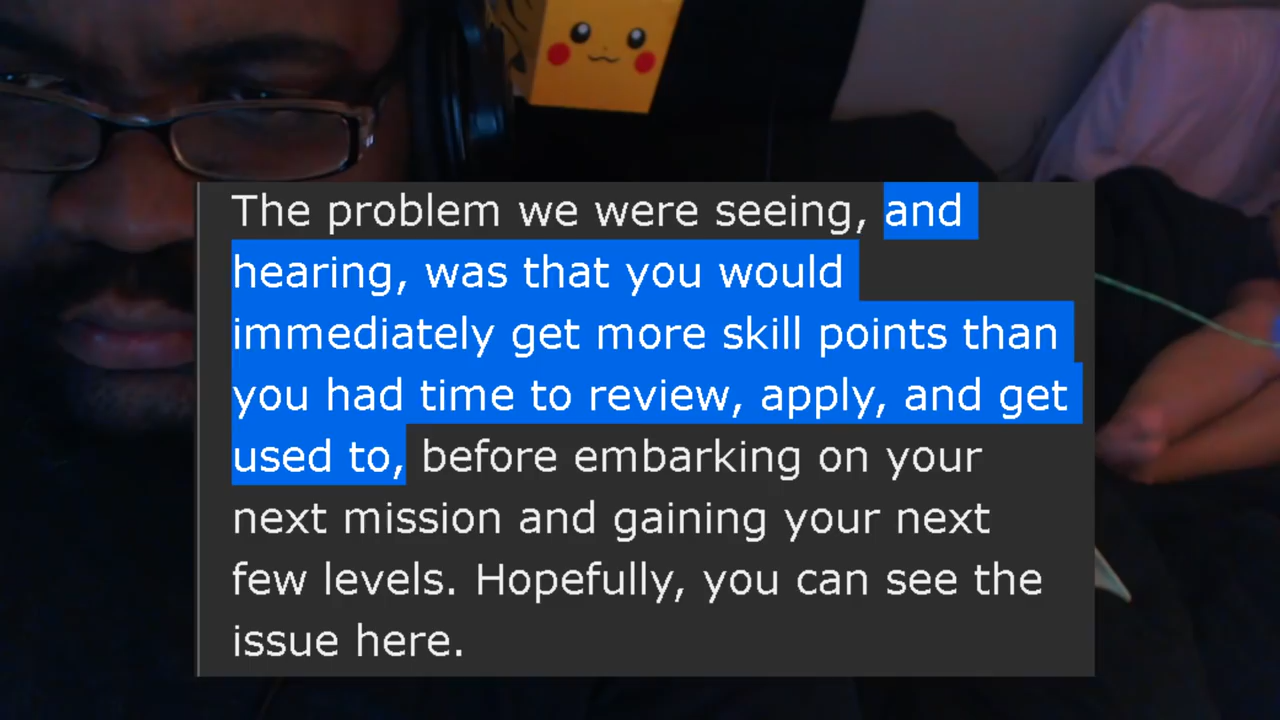 The problem we were seeing, and
hearing, was that you would
immediately get more skill points than
you had time to review, apply, and get
used to, before embarking on your
next mission and gaining your next
few levels. Hopefully, you can see the
issue here.